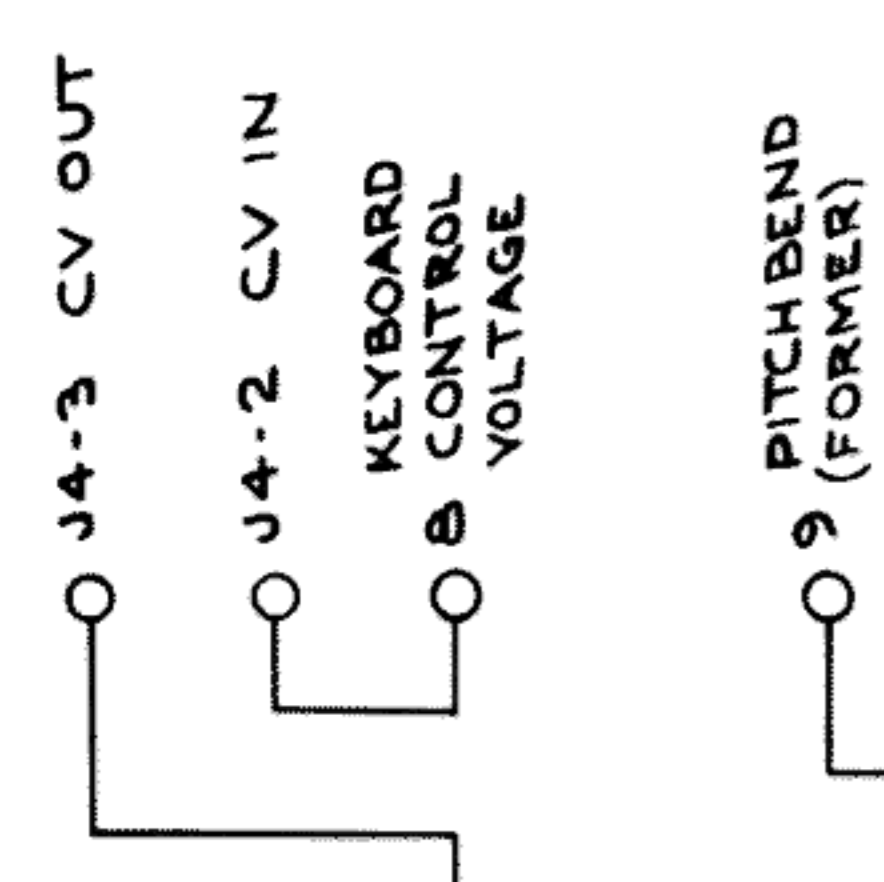 J4-3 CV OUT
J4-2 CV IN
KEYBOARD
8 CONTROL
VOLTAGE
PITCH BEND
9 (FORMER)